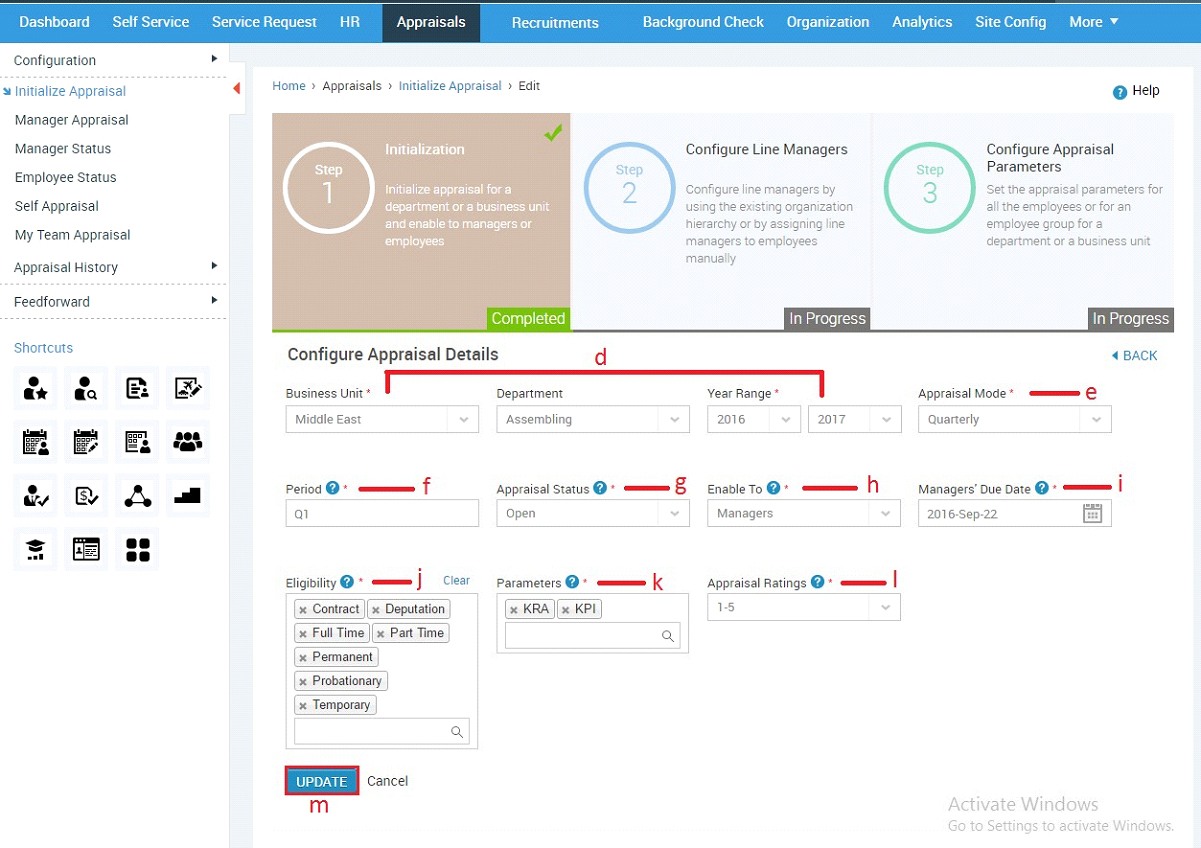 Dashboard Self Service Service Request HR Appraisals Recruitments Background Check Organization Analytics Site Config More
Configuration
Initialize Appraisal
Manager Appraisal
Manager Status
Employee Status
Self Appraisal
My Team Appraisal
Appraisal History
Feedforward
Shortcuts
Home › Appraisals › Initialize Appraisal › Edit
? Help
Step
1
Initialization
Initialize appraisal for a
department or a business unit
and enable to managers or
employees
Completed
Step
2
Configure Line Managers
Configure line managers by
using the existing organization
hierarchy or by assigning line
managers to employees
manually
In Progress
Step
3
Configure Appraisal
Parameters
Set the appraisal parameters for
all the employees or for an
employee group for a
department or a business unit
In Progress
Configure Appraisal Details
d
BACK
Business Unit * Department Year Range * Appraisal Mode * e
Middle East Assembling 2016 2017 Quarterly
Period ? * f Appraisal Status ? * g Enable To ? * h Managers' Due Date ? * i
Q1 Open Managers 2016-Sep-22
Eligibility ? * j Clear Parameters ? * k Appraisal Ratings ? * l
× Contract × Deputation × KRA × KPI 1-5
× Full Time × Part Time
× Permanent
× Probationary
× Temporary
UPDATE Cancel
m
Activate Windows
Go to Settings to activate Windows.